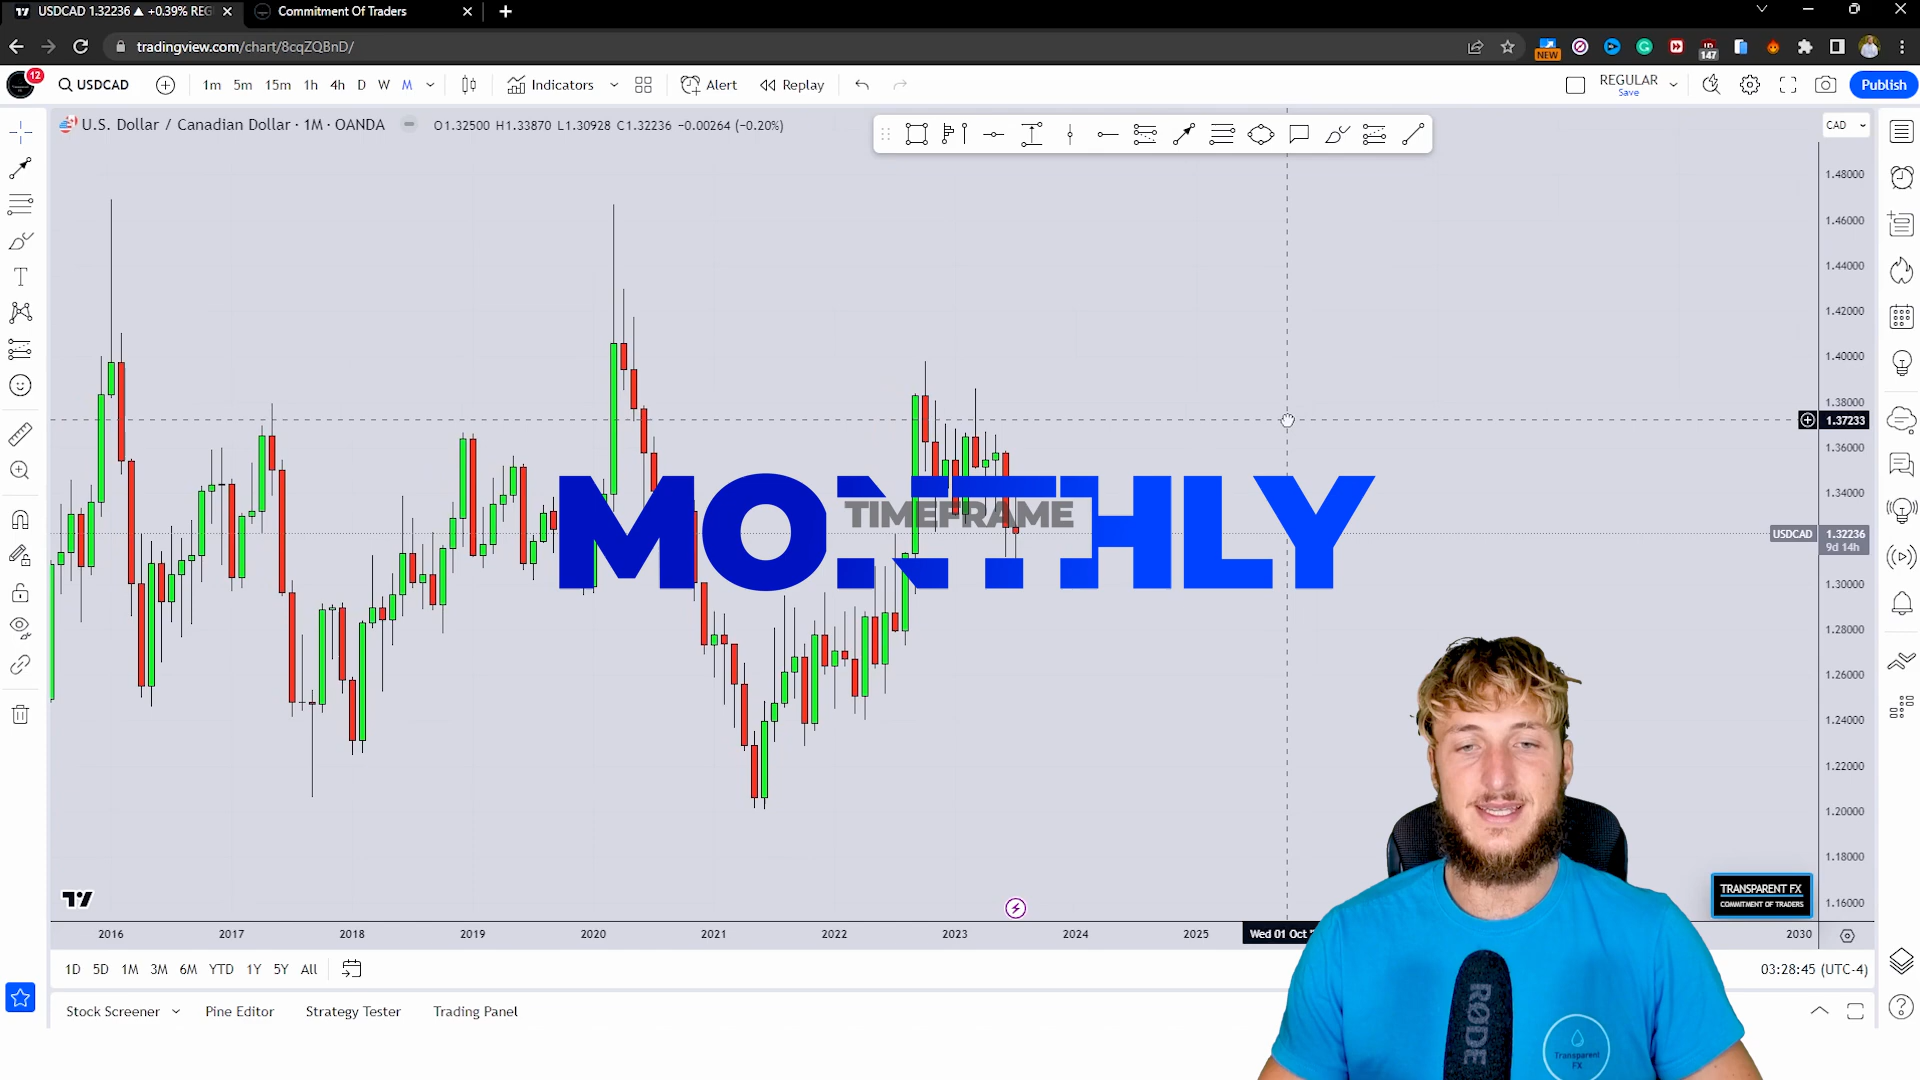 USDCAD 1.32236 ▲ +0.39% REG
Commitment Of Traders
tradingview.com/chart/8cqZQBnD/
NEW
147
12
USDCAD
1m 5m 15m 1h 4h D W M
Indicators
Alert
Replay
REGULAR
Save
Publish
U.S. Dollar / Canadian Dollar · 1M · OANDA
O1.32500 H1.33870 L1.30928 C1.32236 −0.00264 (−0.20%)
CAD
1.48000
1.46000
1.44000
1.42000
1.40000
1.38000
1.37233
1.36000
1.34000
USDCAD 1.32236
9d 14h
1.30000
1.28000
1.26000
1.24000
1.22000
1.20000
1.18000
1.16000
MONTHLY
TIMEFRAME
TRANSPARENT FX
COMMITMENT OF TRADERS
2016 2017 2018 2019 2020 2021 2022 2023 2024 2025 Wed 01 Oct 2030
1D 5D 1M 3M 6M YTD 1Y 5Y All
03:28:45 (UTC-4)
Stock Screener Pine Editor Strategy Tester Trading Panel
RØDE
Transparent
FX